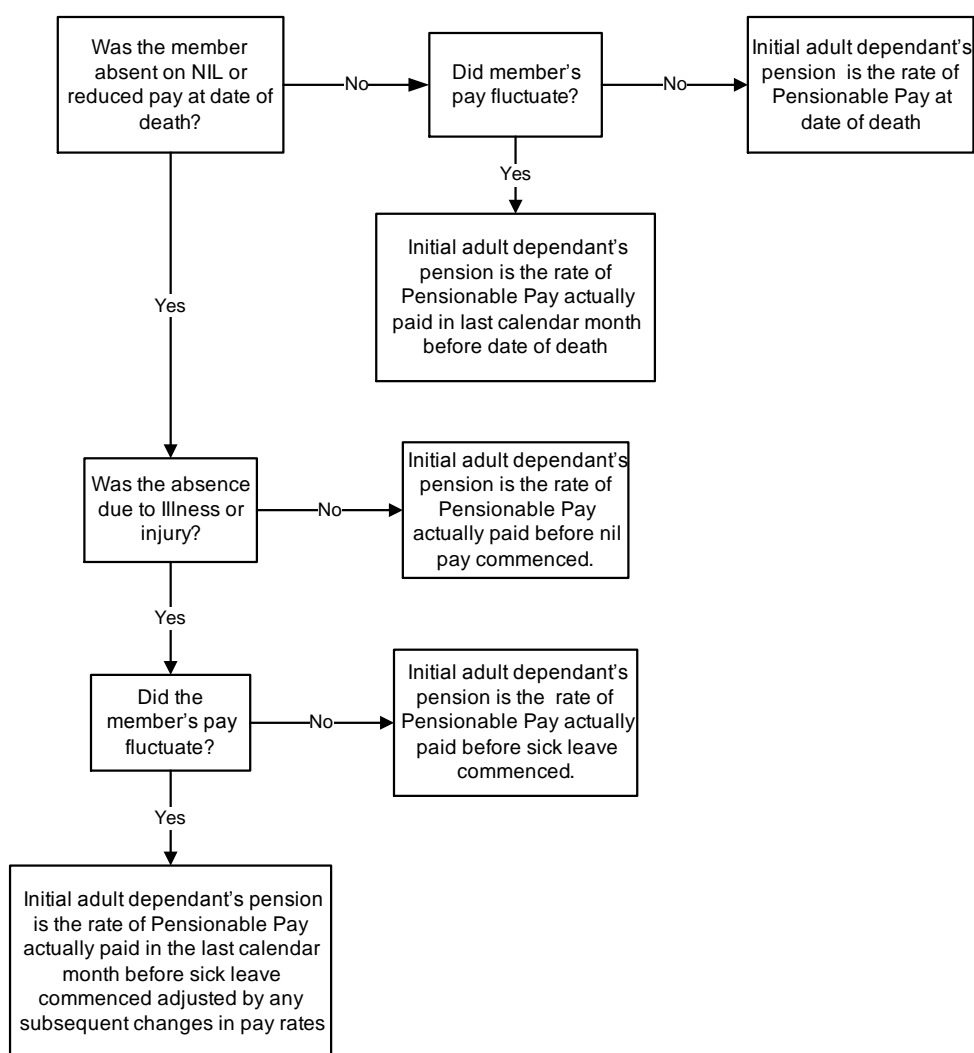 Was the member
absent on NIL or
reduced pay at date of
death?
No
Did member's
pay fluctuate?
No
Initial adult dependant's
pension is the rate of
Pensionable Pay at
date of death
Yes
Initial adult dependant's
pension is the rate of
Pensionable Pay actually
paid in last calendar month
before date of death
Yes
Was the absence
due to Illness or
injury?
No
Initial adult dependant's
pension is the rate of
Pensionable Pay
actually paid before nil
pay commenced.
Yes
Did the
member's pay
fluctuate?
No
Initial adult dependant's
pension is the rate of
Pensionable Pay actually
paid before sick leave
commenced.
Yes
Initial adult dependant's pension
is the rate of Pensionable Pay
actually paid in the last calendar
month before sick leave
commenced adjusted by any
subsequent changes in pay rates